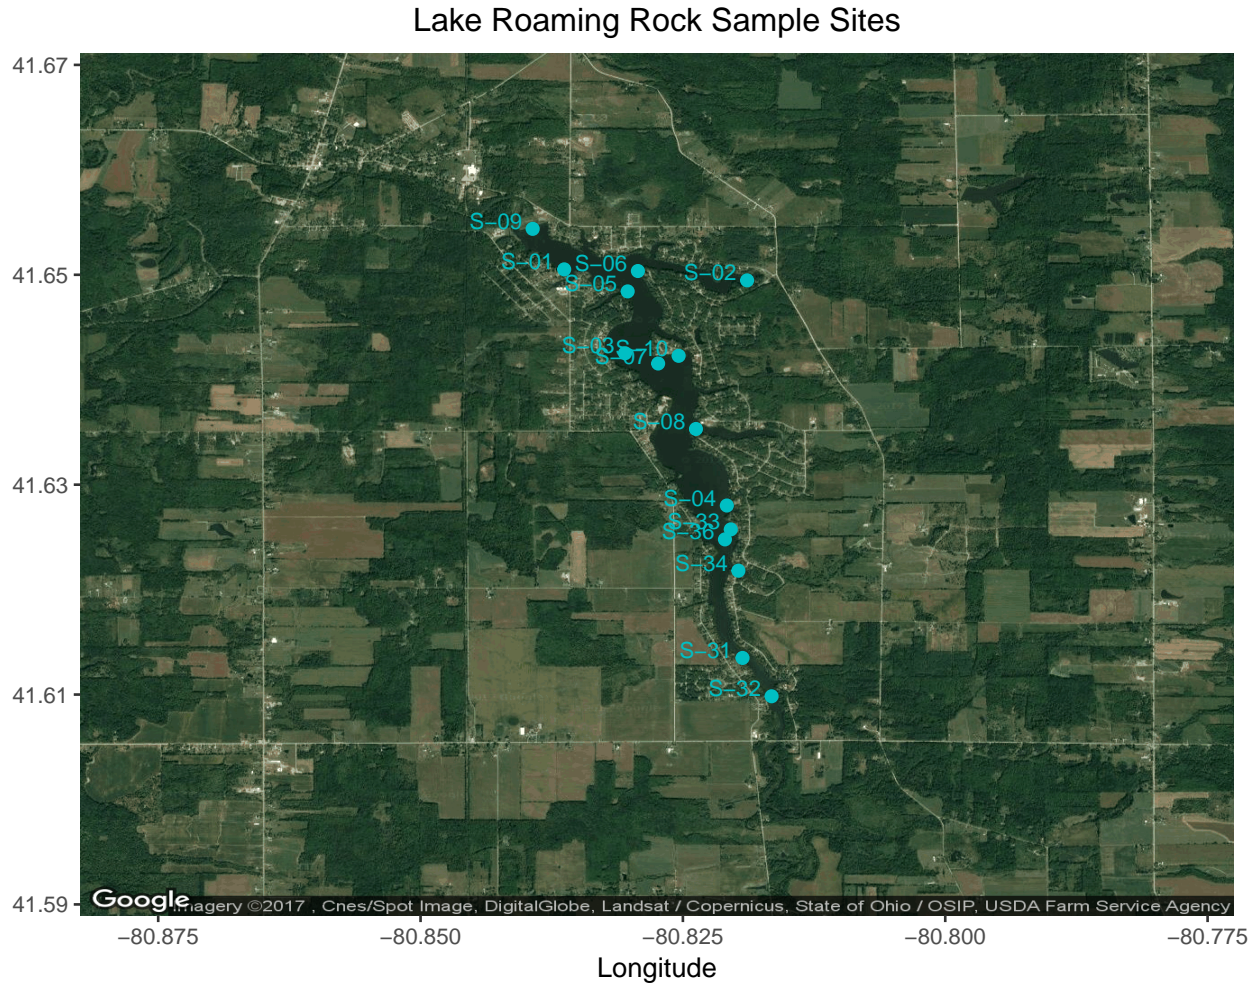 Lake Roaming Rock Sample Sites
41.67
S−09
S−01
S−06
S−02
41.65
S−05
S−03
S−10
S−07
S−08
41.63
S−04
S−33
S−36
S−34
S−31
41.61
S−32
Google
Imagery ©2017 , Cnes/Spot Image, DigitalGlobe, Landsat / Copernicus, State of Ohio / OSIP, USDA Farm Service Agency
41.59
−80.875 −80.850 −80.825 −80.800 −80.775
Longitude